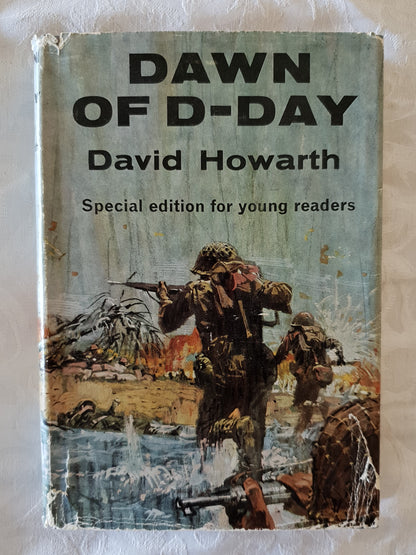 DAWN
OF D-DAY
David Howarth
Special edition for young readers